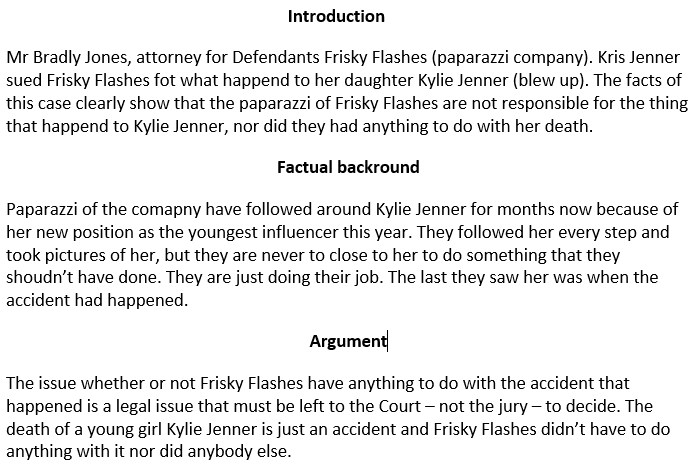 Introduction
Mr Bradly Jones, attorney for Defendants Frisky Flashes (paparazzi company). Kris Jenner
sued Frisky Flashes fot what happend to her daughter Kylie Jenner (blew up). The facts of
this case clearly show that the paparazzi of Frisky Flashes are not responsible for the thing
that happend to Kylie Jenner, nor did they had anything to do with her death.
Factual backround
Paparazzi of the comapny have followed around Kylie Jenner for months now because of
her new position as the youngest influencer this year. They followed her every step and
took pictures of her, but they are never to close to her to do something that they
shoudn’t have done. They are just doing their job. The last they saw her was when the
accident had happened.
Argument
The issue whether or not Frisky Flashes have anything to do with the accident that
happened is a legal issue that must be left to the Court – not the jury – to decide. The
death of a young girl Kylie Jenner is just an accident and Frisky Flashes didn’t have to do
anything with it nor did anybody else.